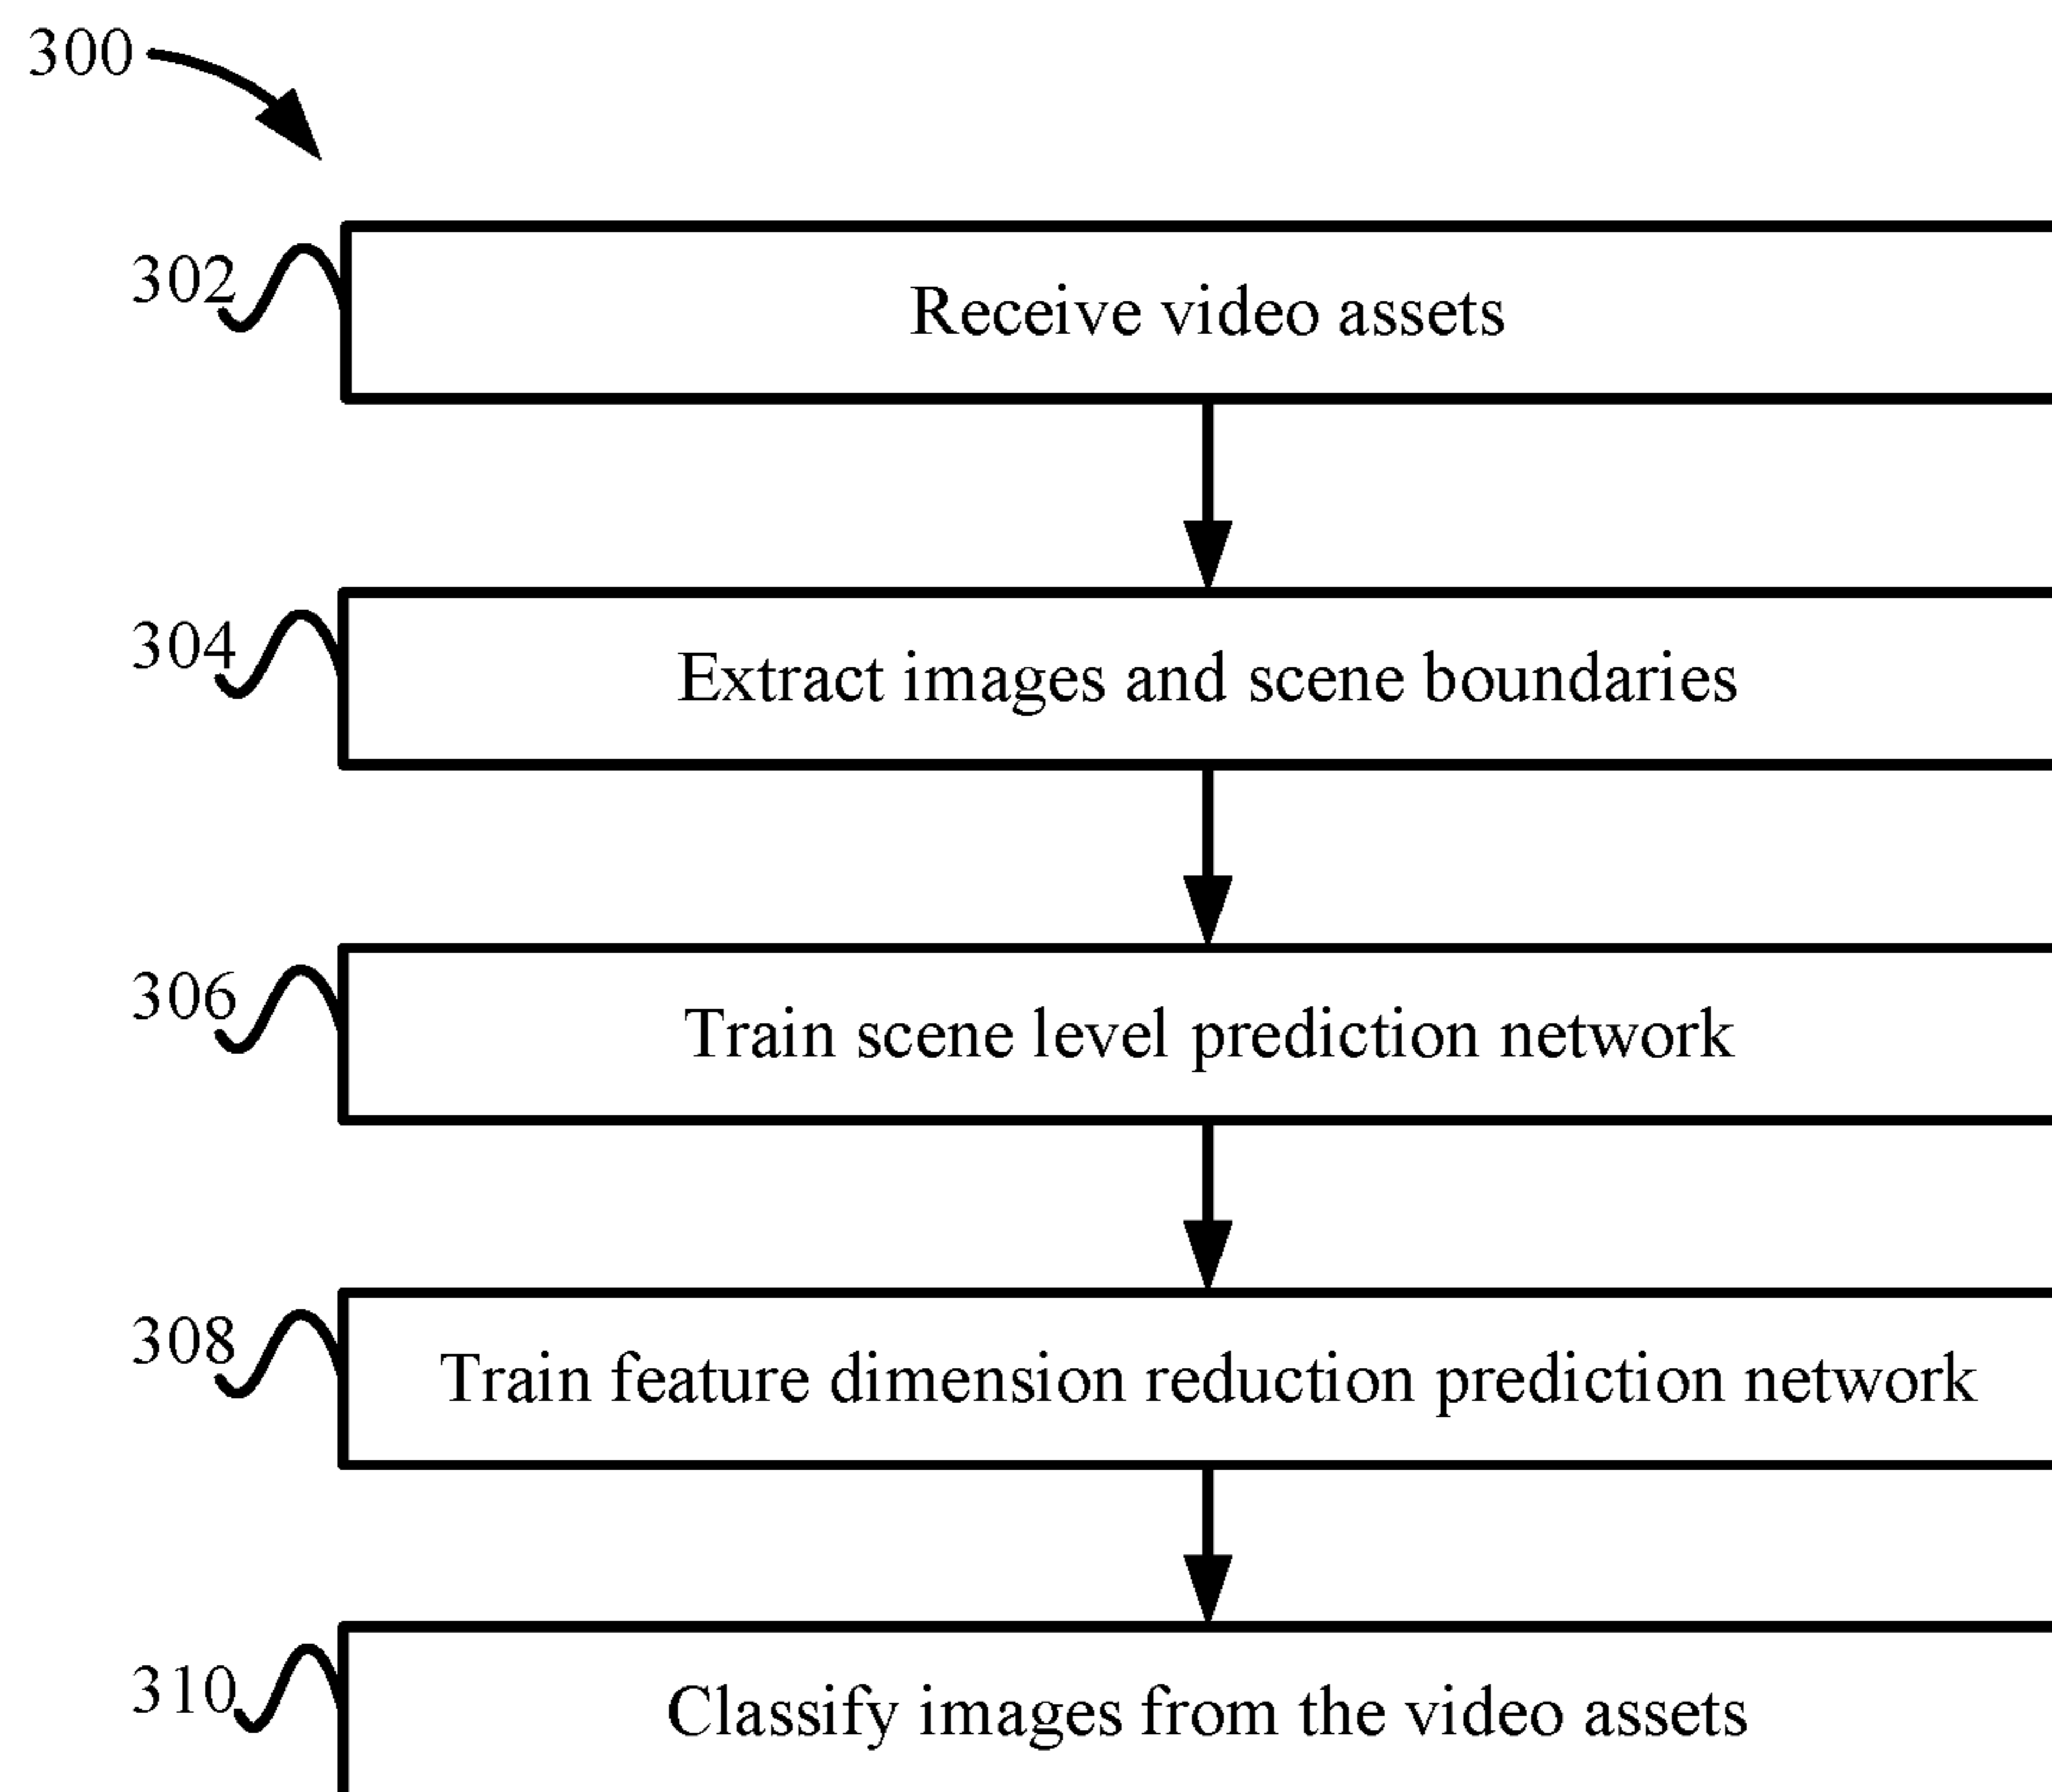 300
302
Receive video assets
304
Extract images and scene boundaries
306
Train scene level prediction network
308
Train feature dimension reduction prediction network
310
Classify images from the video assets